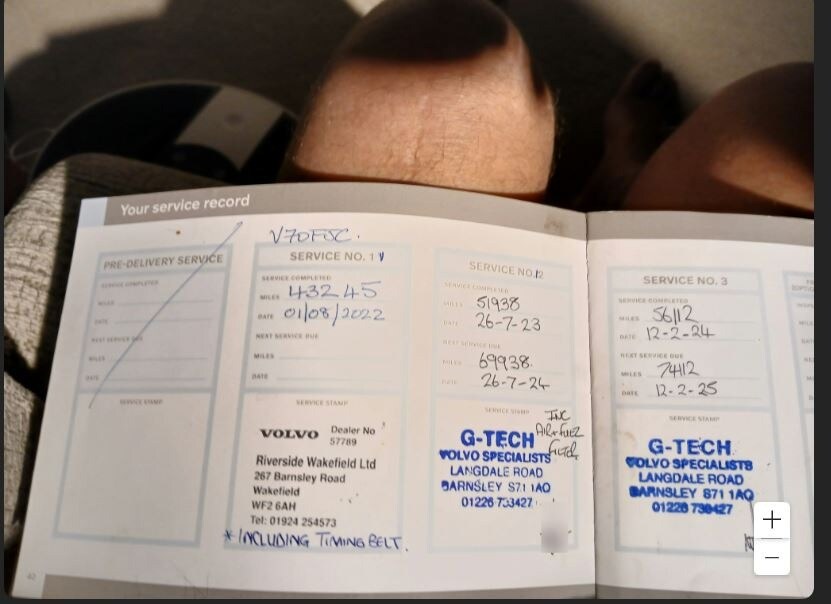 Your service record
PRE-DELIVERY SERVICE
SERVICE COMPLETED
MILES
DATE
NEXT SERVICE DUE
MILES
DATE
SERVICE STAMP
V70FSC.
SERVICE NO. 1
SERVICE COMPLETED
MILES 43245
DATE 01/08/2022
NEXT SERVICE DUE
MILES
DATE
SERVICE STAMP
VOLVO Dealer No
57789
Riverside Wakefield Ltd
267 Barnsley Road
Wakefield
WF2 6AH
Tel: 01924 254573
* INCLUDING TIMING BELT.
SERVICE NO. 2
SERVICE COMPLETED
MILES 51938
DATE 26-7-23
NEXT SERVICE DUE
MILES 69938.
DATE 26-7-24
SERVICE STAMP
INC
AIR+FUEL
FILTER
G-TECH
VOLVO SPECIALISTS
LANGDALE ROAD
BARNSLEY S71 1AQ
01226 733427
SERVICE NO. 3
SERVICE COMPLETED
MILES 56112
DATE 12-2-24
NEXT SERVICE DUE
MILES 74112
DATE 12-2-25
SERVICE STAMP
G-TECH
VOLVO SPECIALISTS
LANGDALE ROAD
BARNSLEY S71 1AQ